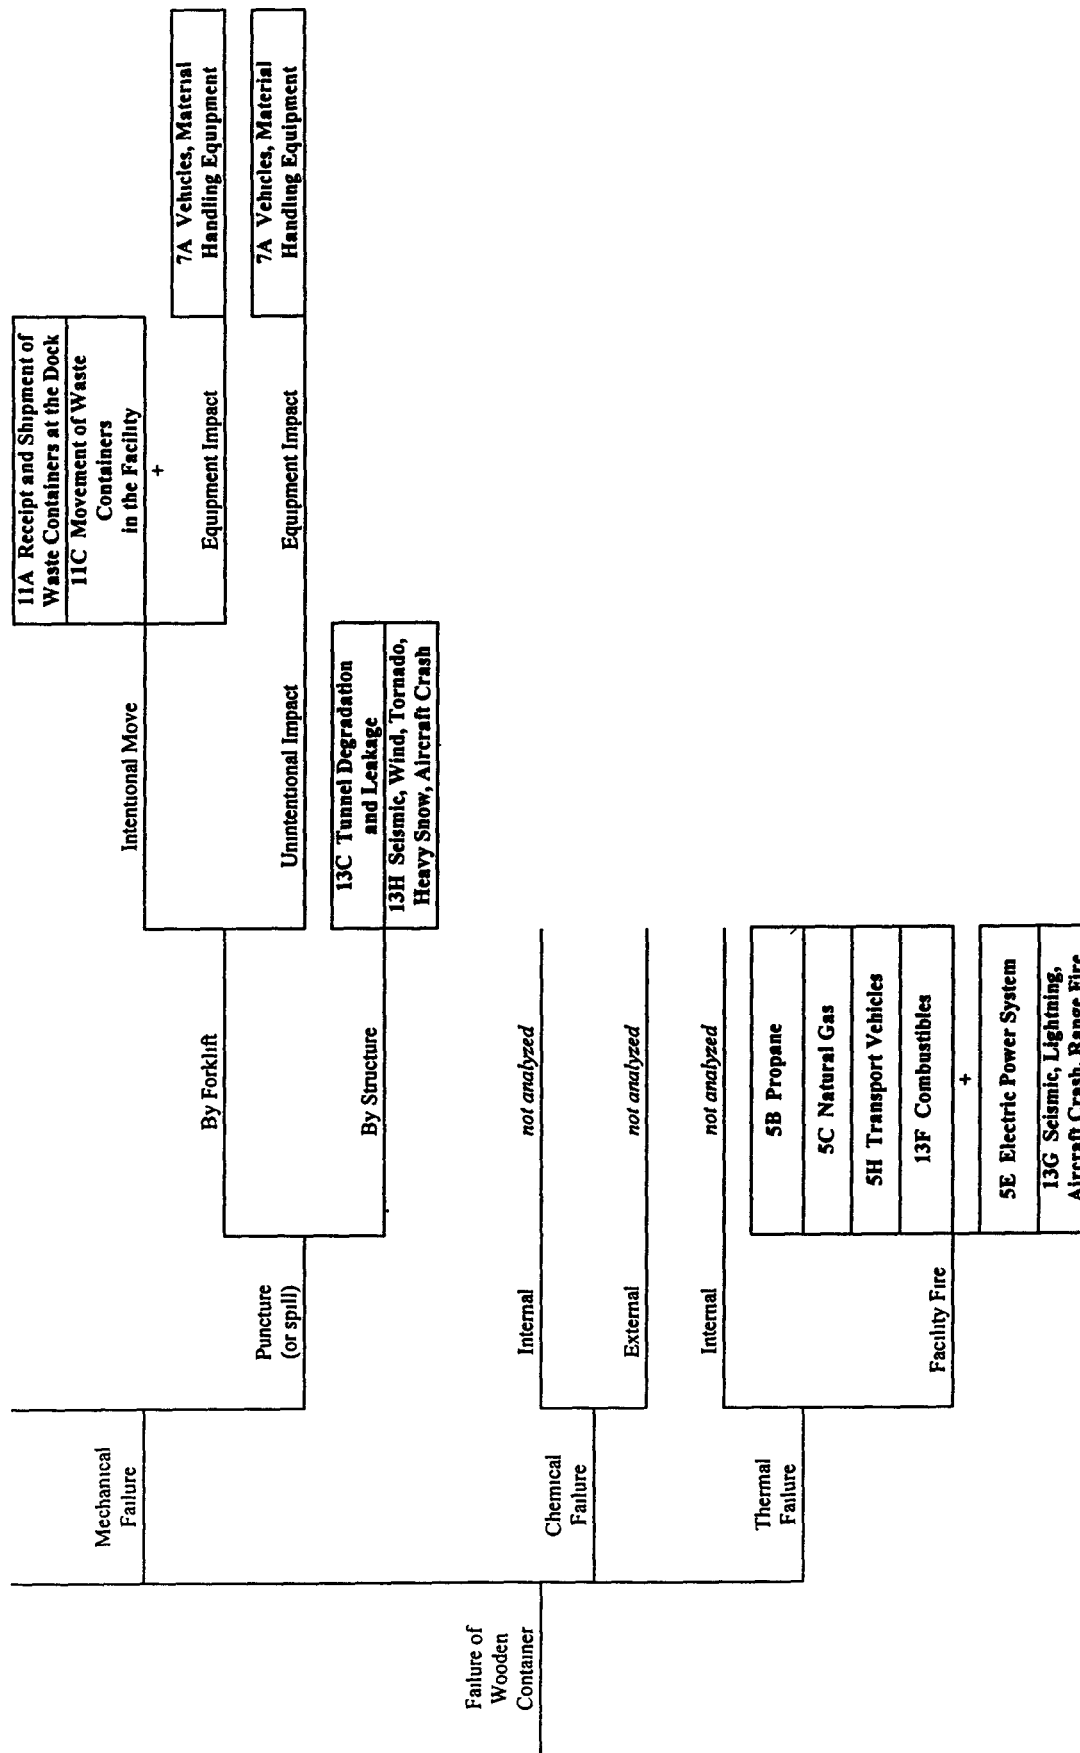 11A Receipt and Shipment of
Waste Containers at the Dock
11C Movement of Waste
Containers
in the Facility
Intentional Move
+
7A Vehicles, Material
Handling Equipment
Equipment Impact
By Forklift
7A Vehicles, Material
Handling Equipment
Equipment Impact
Unintentional Impact
Mechanical
Failure
Puncture
(or spill)
13C Tunnel Degradation
and Leakage
By Structure
13H Seismic, Wind, Tornado,
Heavy Snow, Aircraft Crash
Failure of
Wooden
Container
Chemical
Failure
Internal
not analyzed
External
not analyzed
Thermal
Failure
Internal
not analyzed
5B Propane
5C Natural Gas
5H Transport Vehicles
13F Combustibles
Facility Fire
+
5E Electric Power System
13G Seismic, Lightning,
Aircraft Crash, Range Fire